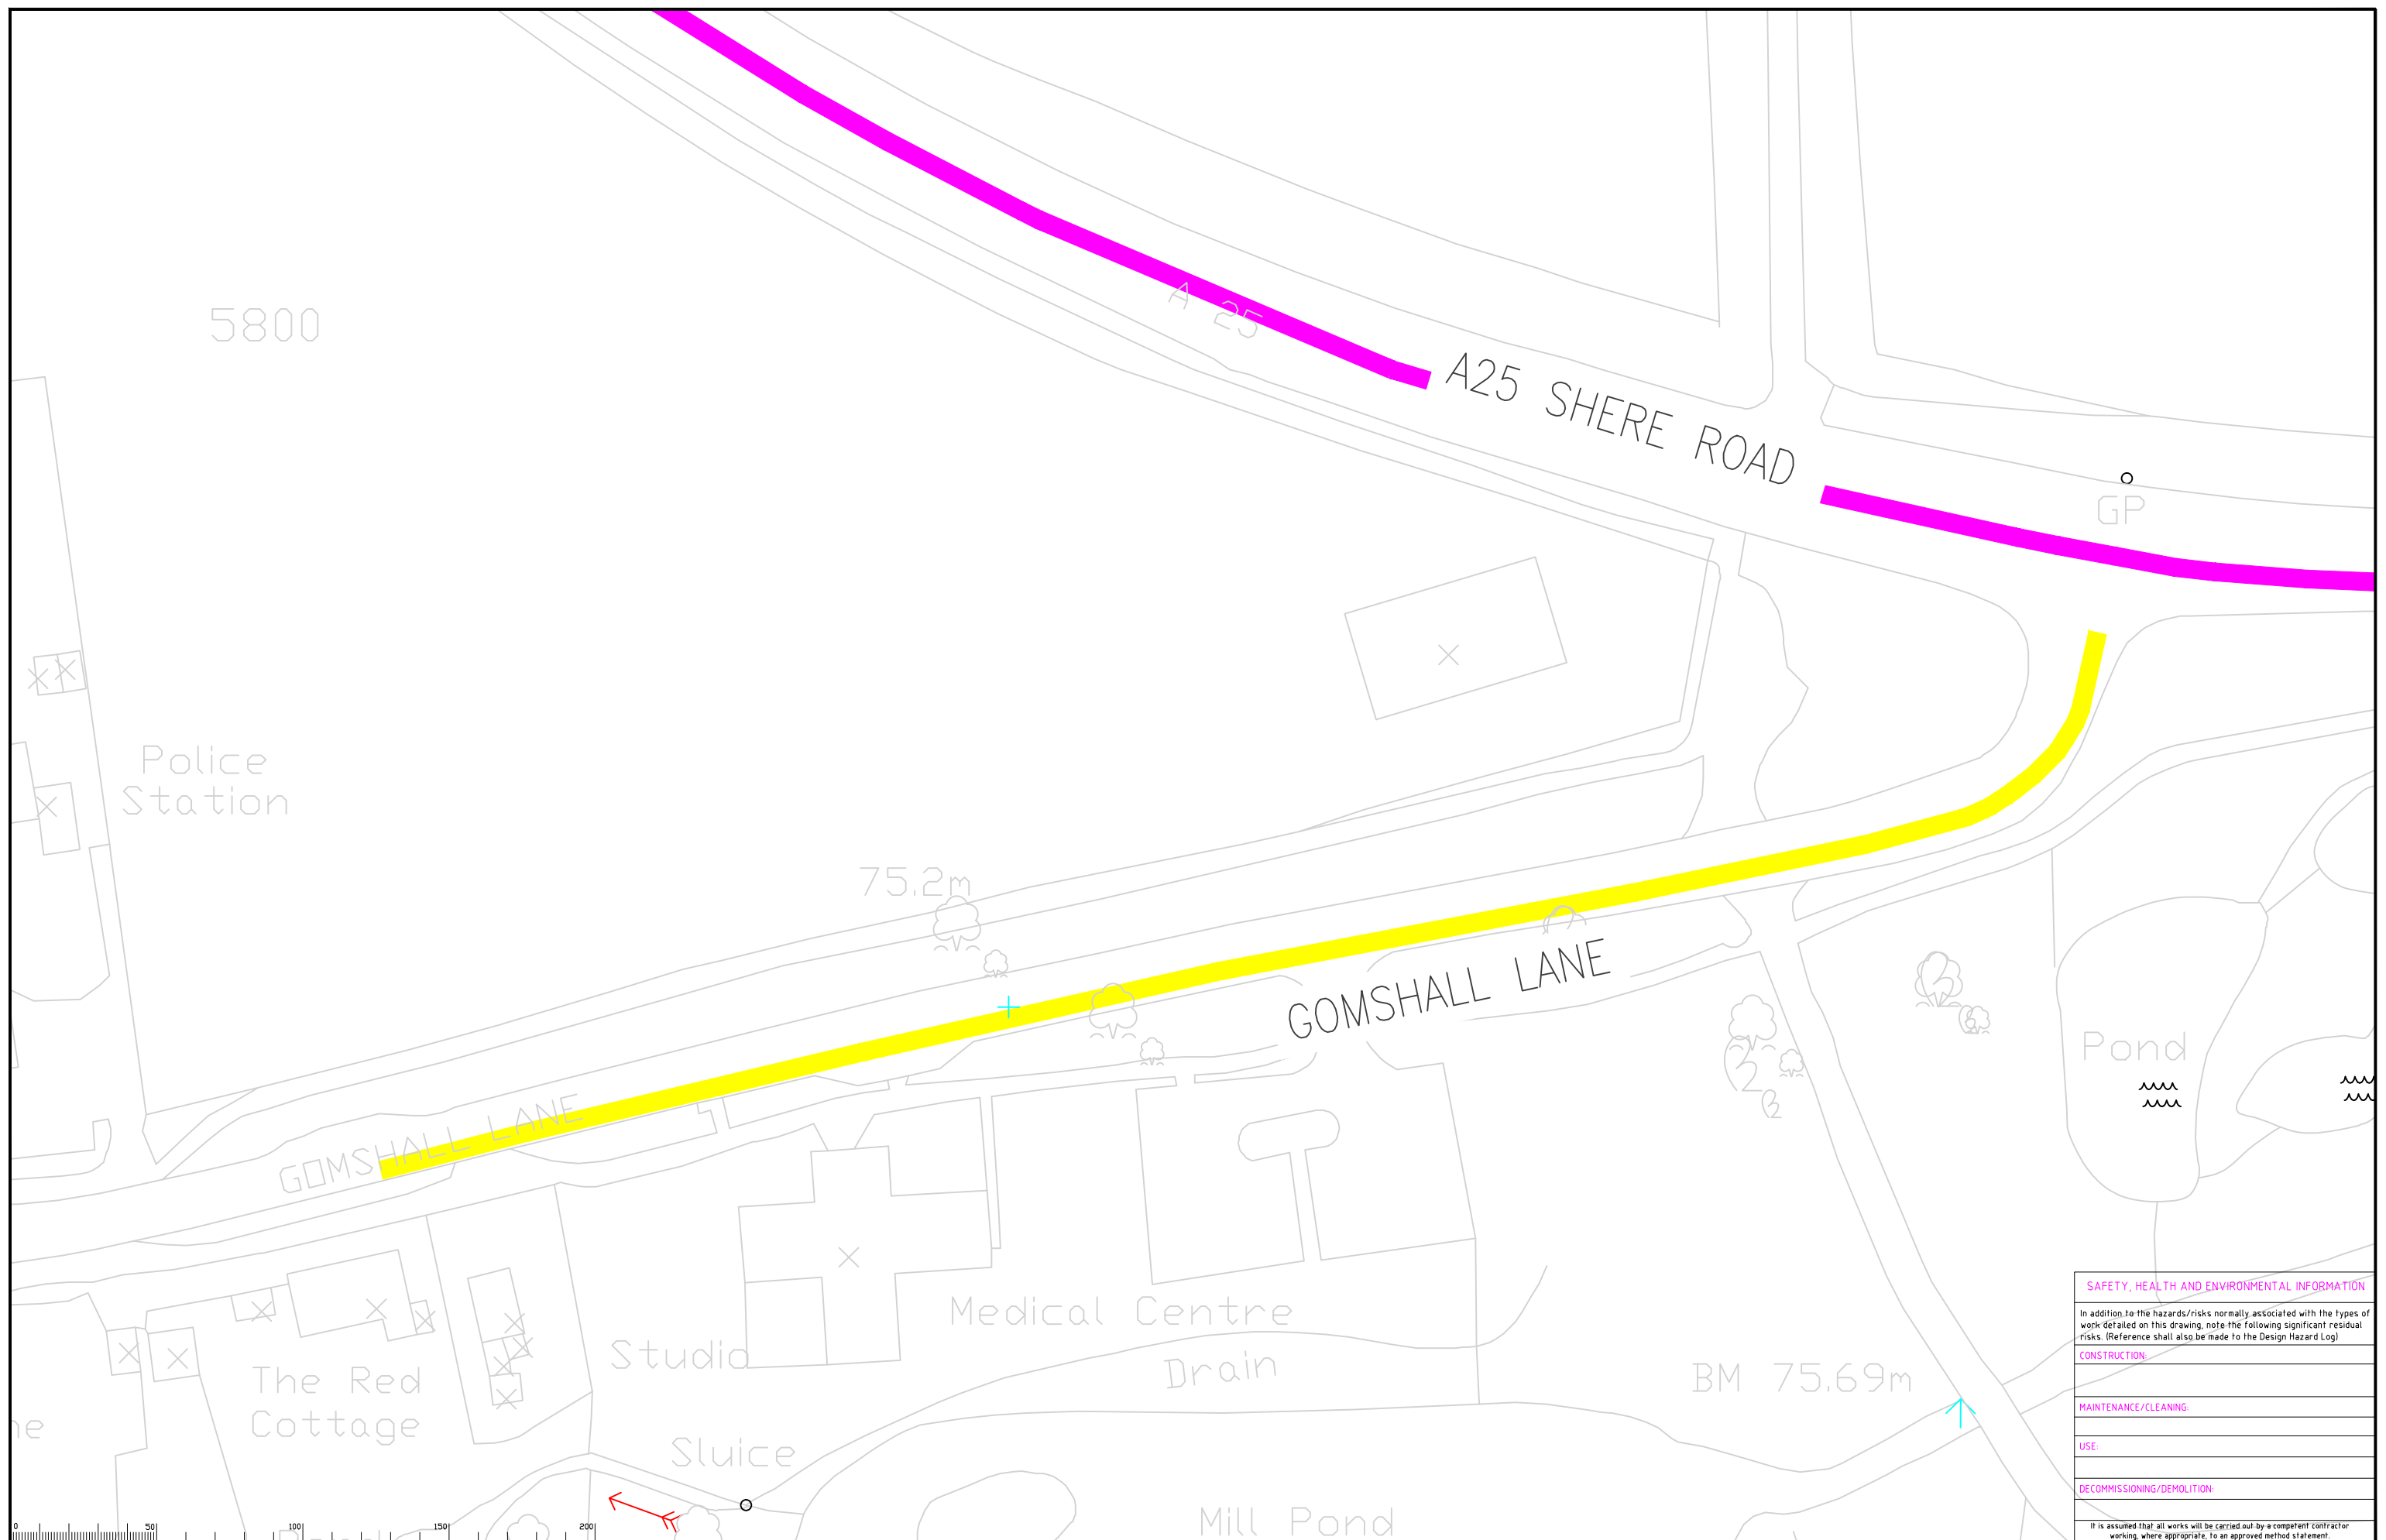 A 25
A25 SHERE ROAD
5800
GP
Police
Station
75.2m
GOMSHALL LANE
GOMSHALL LANE
Pond
Medical Centre
Studio
Drain
The Red
Cottage
BM 75.69m
Sluice
Mill Pond
0 50 100 150 200
SAFETY, HEALTH AND ENVIRONMENTAL INFORMATION
In addition to the hazards/risks normally associated with the types of
work detailed on this drawing, note the following significant residual
risks. (Reference shall also be made to the Design Hazard Log)
CONSTRUCTION:
MAINTENANCE/CLEANING:
USE:
DECOMMISSIONING/DEMOLITION:
It is assumed that all works will be carried out by a competent contractor
working, where appropriate, to an approved method statement.